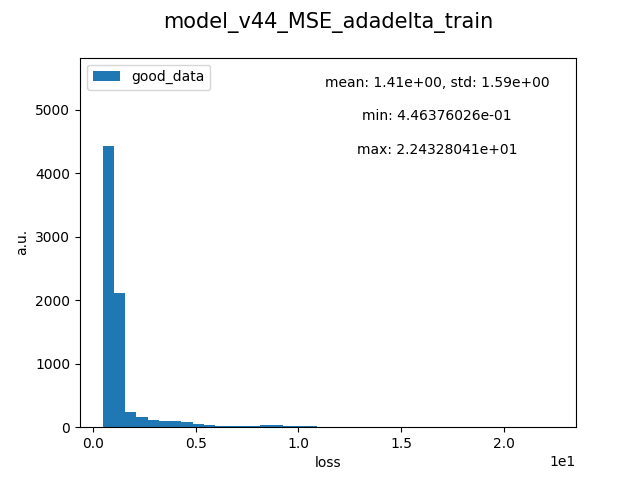 model_v44_MSE_adadelta_train
good_data
mean: 1.41e+00, std: 1.59e+00
min: 4.46376026e-01
max: 2.24328041e+01
a.u.
5000
4000
3000
2000
1000
0
0.0 0.5 1.0 1.5 2.0
loss
1e1